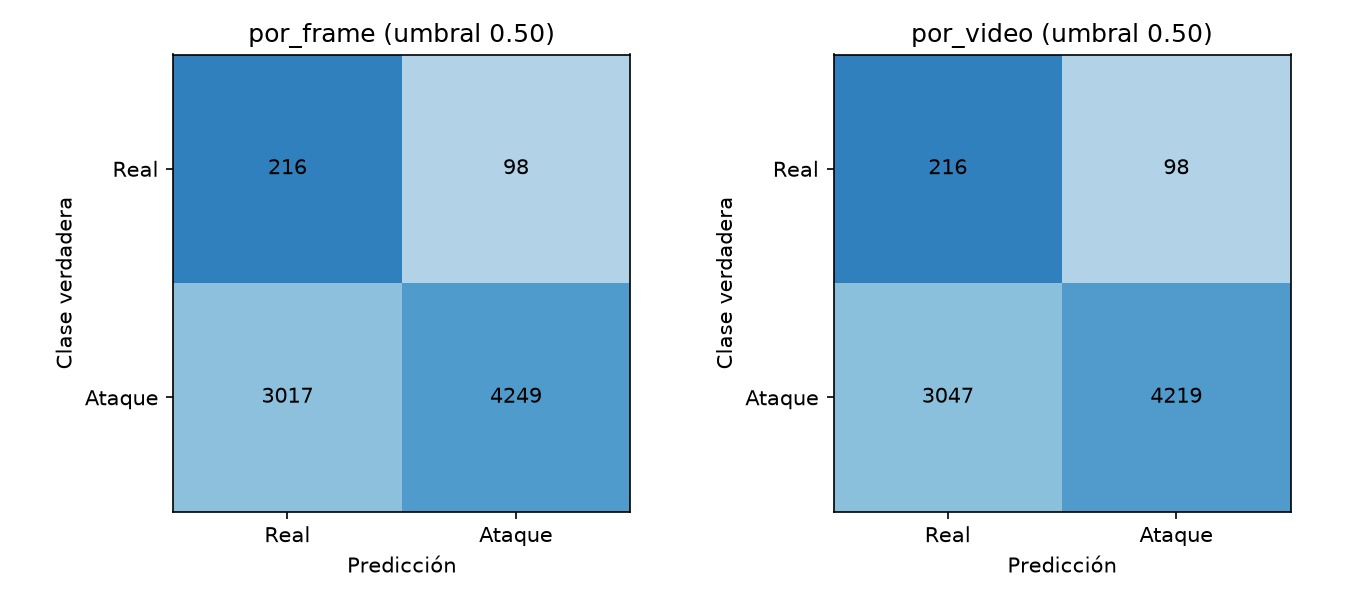 por_frame (umbral 0.50)
Clase verdadera
Real
216
98
Ataque
3017
4249
Real
Ataque
Predicción
por_video (umbral 0.50)
Clase verdadera
Real
216
98
Ataque
3047
4219
Real
Ataque
Predicción